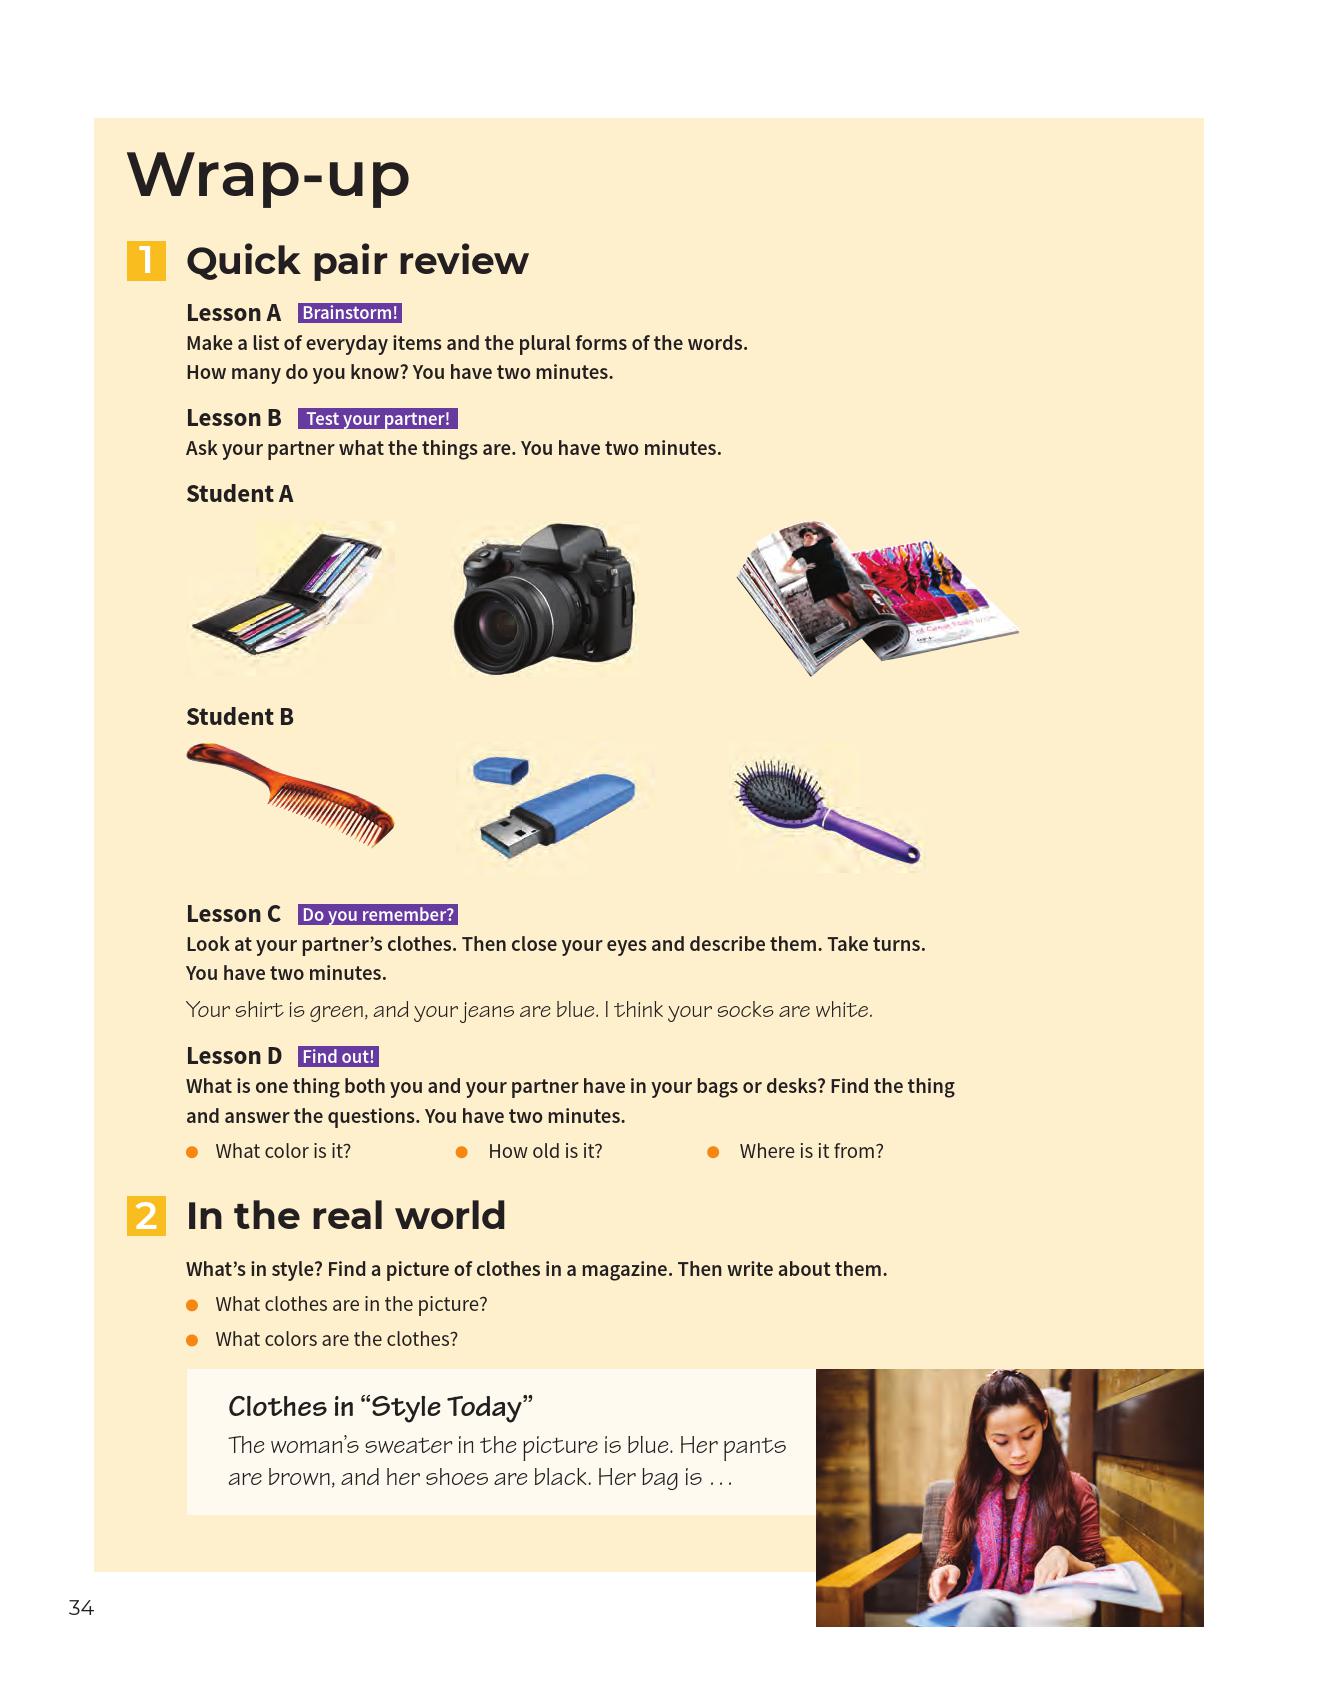 Wrap-up
1 Quick pair review
Lesson A Brainstorm!
Make a list of everyday items and the plural forms of the words.
How many do you know? You have two minutes.
Lesson B Test your partner!
Ask your partner what the things are. You have two minutes.
Student A
Student B
Lesson C Do you remember?
Look at your partner’s clothes. Then close your eyes and describe them. Take turns.
You have two minutes.
Your shirt is green, and your jeans are blue. I think your socks are white.
Lesson D Find out!
What is one thing both you and your partner have in your bags or desks? Find the thing
and answer the questions. You have two minutes.
● What color is it? ● How old is it? ● Where is it from?
2 In the real world
What’s in style? Find a picture of clothes in a magazine. Then write about them.
● What clothes are in the picture?
● What colors are the clothes?
Clothes in “Style Today”
The woman’s sweater in the picture is blue. Her pants
are brown, and her shoes are black. Her bag is …
34